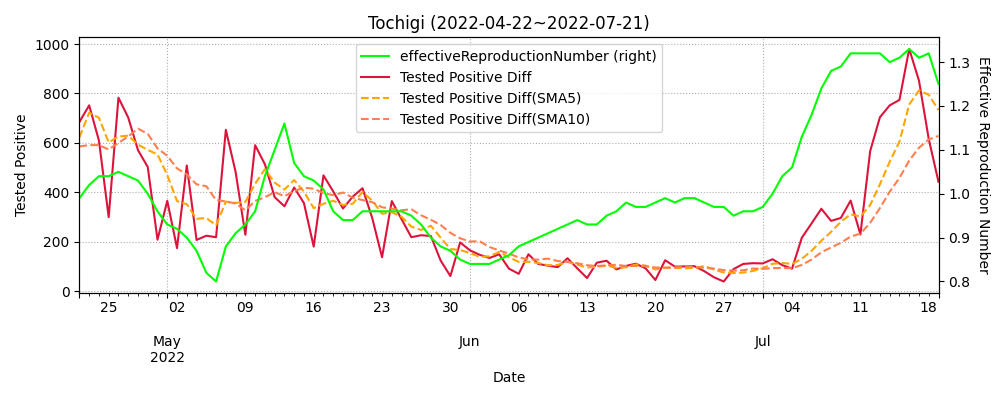 Tochigi (2022-04-22~2022-07-21)
effectiveReproductionNumber (right)
Tested Positive Diff
Tested Positive Diff(SMA5)
Tested Positive Diff(SMA10)
Tested Positive
1000
800
600
400
200
0
Effective Reproduction Number
1.3
1.2
1.1
1.0
0.9
0.8
25 02 09 16 23 30 06 13 20 27 04 11 18
May Jun Jul
2022
Date